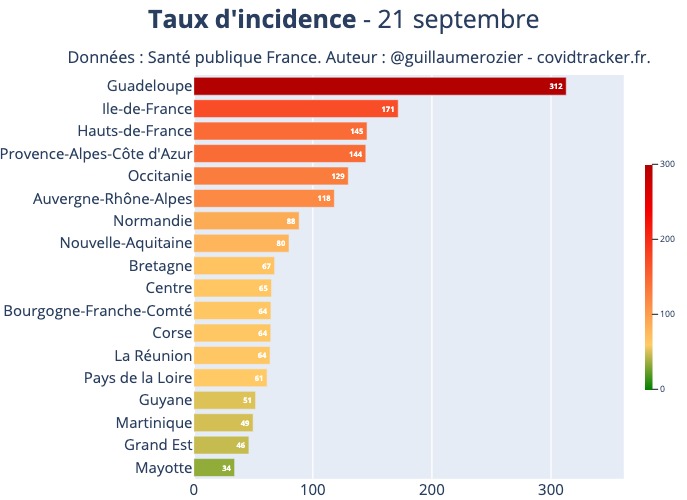 Taux d'incidence - 21 septembre
Données : Santé publique France. Auteur : @guillaumerozier - covidtracker.fr.
Guadeloupe 312
Ile-de-France 171
Hauts-de-France 145
Provence-Alpes-Côte d'Azur 144
Occitanie 129
Auvergne-Rhône-Alpes 118
Normandie 88
Nouvelle-Aquitaine 80
Bretagne 67
Centre 65
Bourgogne-Franche-Comté 64
Corse 64
La Réunion 64
Pays de la Loire 61
Guyane 51
Martinique 49
Grand Est 46
Mayotte 34
0 100 200 300
300
200
100
0